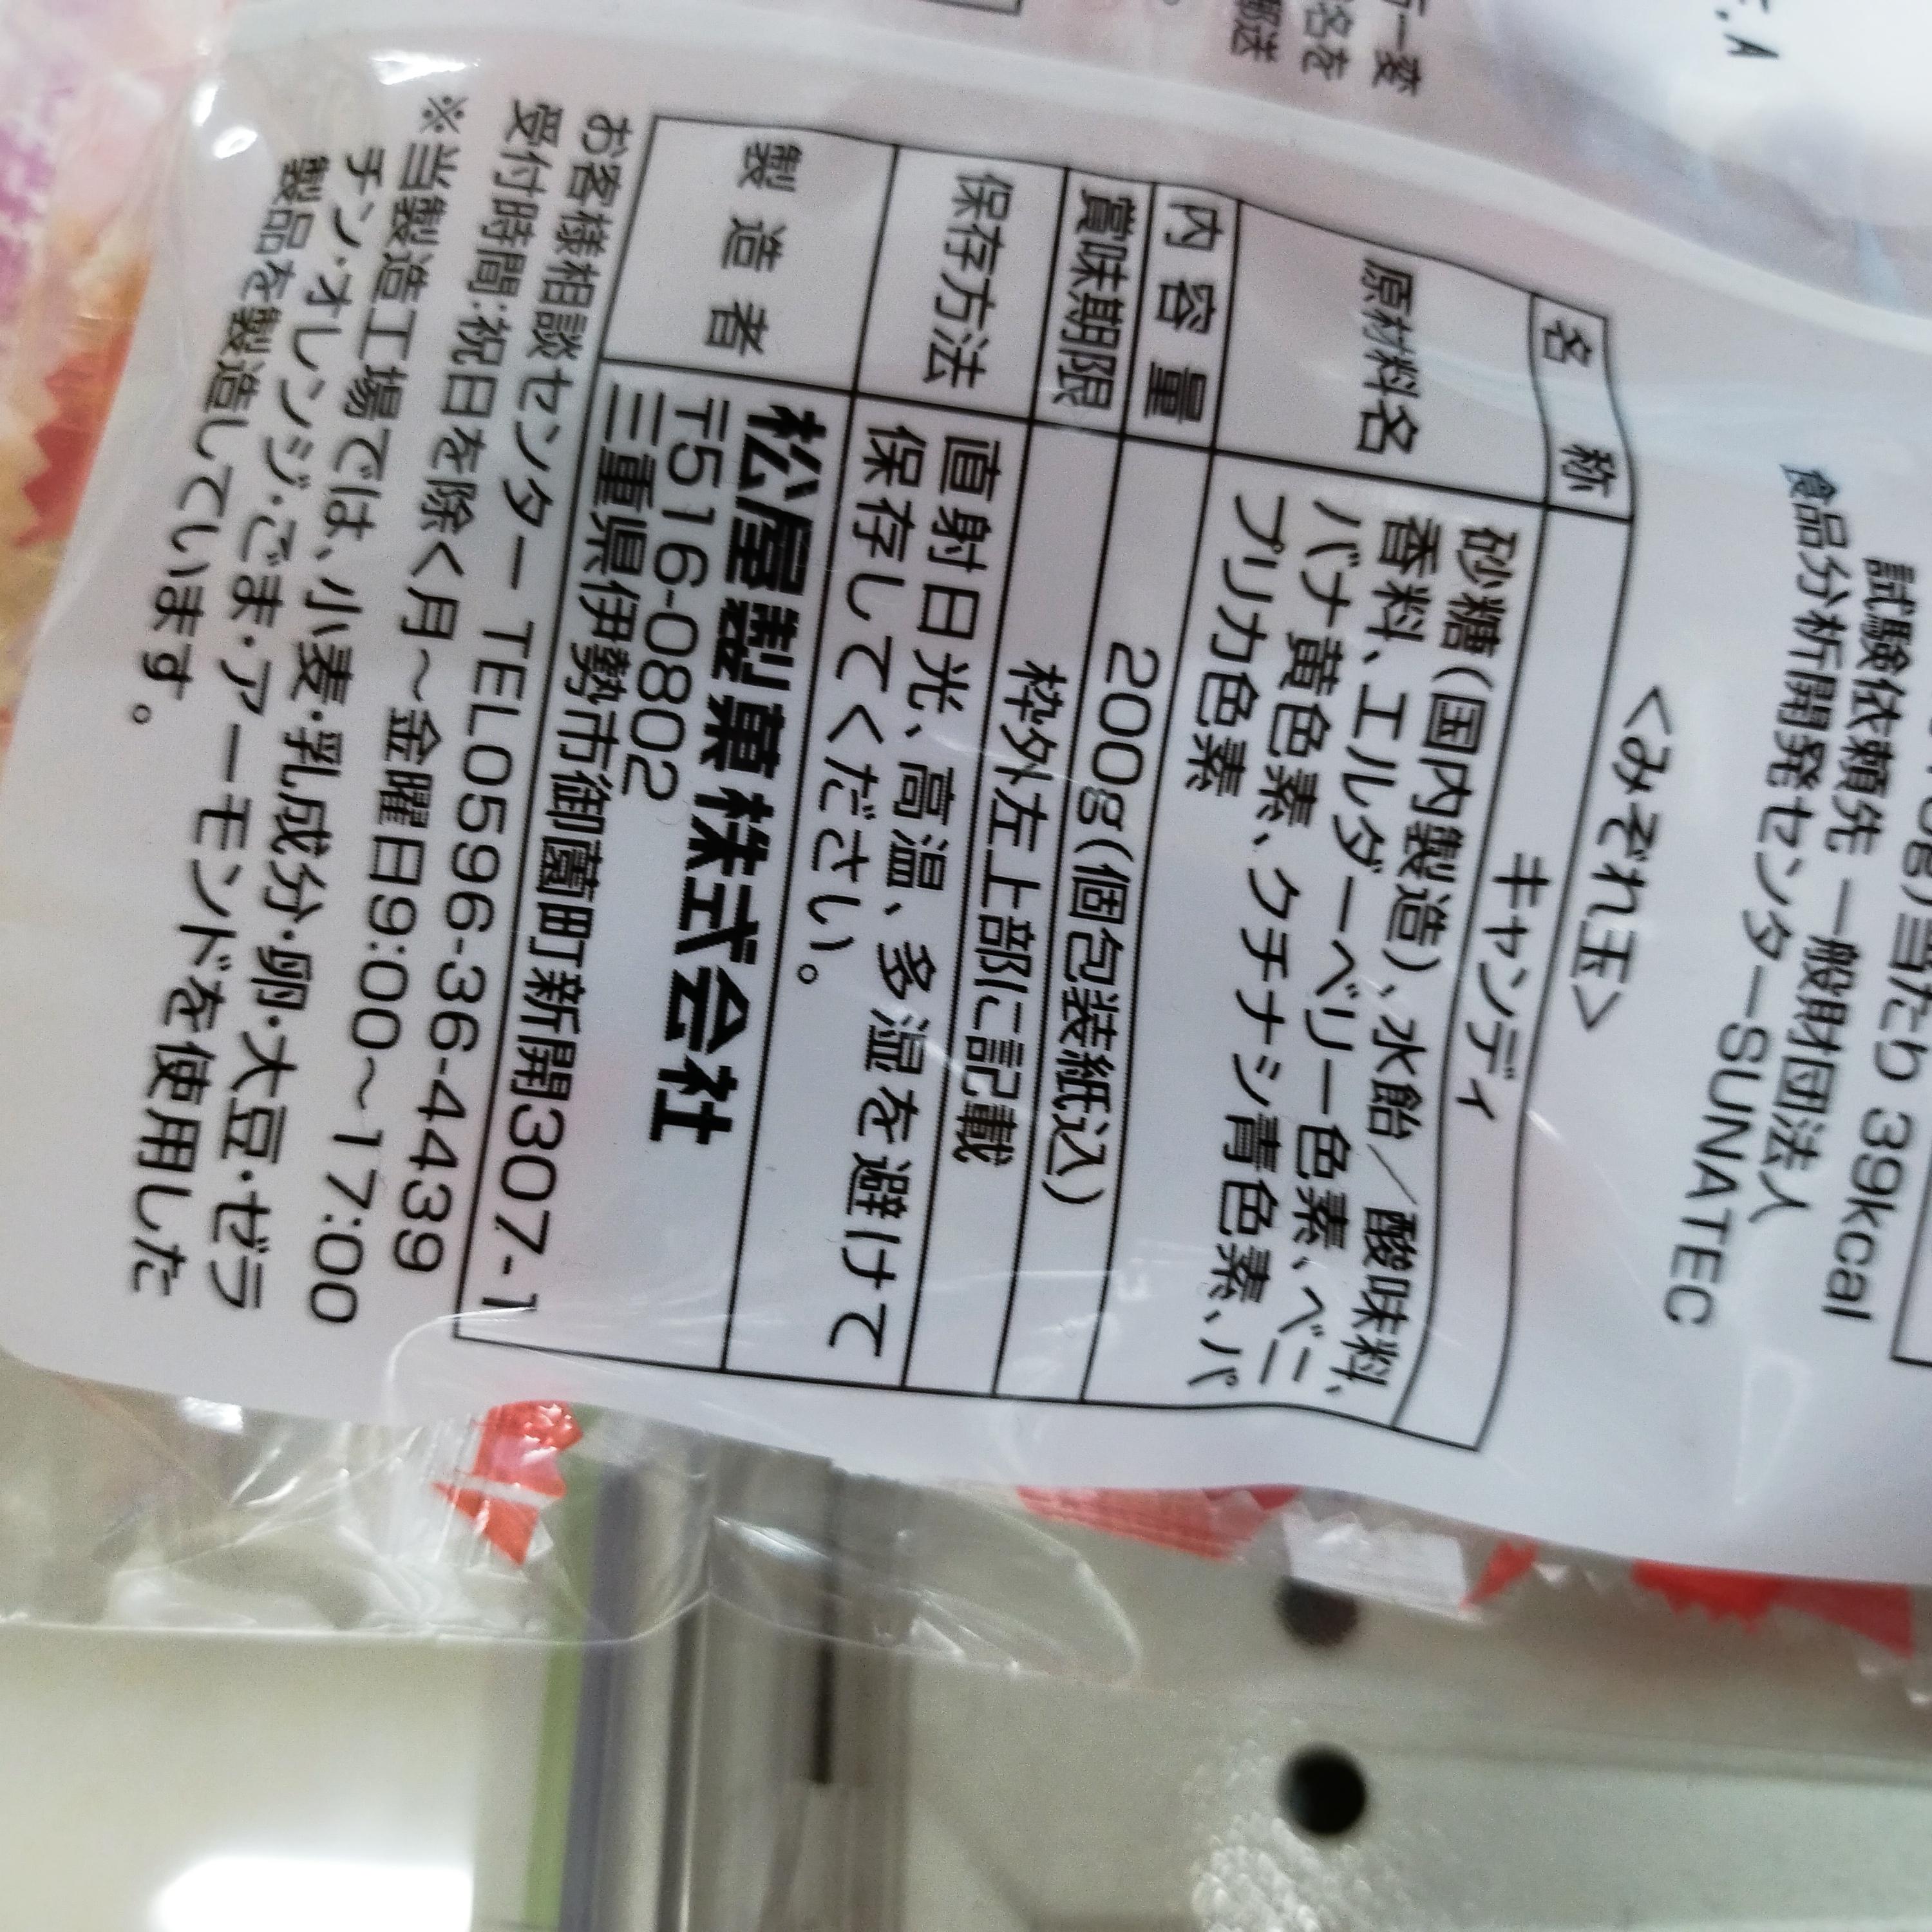 g当たり 39kcal
試験依頼先 一般財団法人
食品分析開発センターSUNATEC
<みぞれ玉>
名称 キャンディ
原材料名 砂糖(国内製造)、水飴/酸味料、
香料、エルダーベリー色素、ベニ
バナ黄色素、クチナシ青色素、パ
プリカ色素
内容量 200g(個包装紙込)
賞味期限 枠外左上部に記載
保存方法 直射日光、高温、多湿を避けて
保存してください。
製造者 松屋製菓株式会社
〒516-0802
三重県伊勢市御薗町新開307-1
お客様相談センター TEL0596-36-4439
受付時間:祝日を除く月〜金曜日9:00〜17:00
※当製造工場では、小麦・乳成分・卵・大豆・ゼラ
チン・オレンジ・ごま・アーモンドを使用した
製品を製造しています。